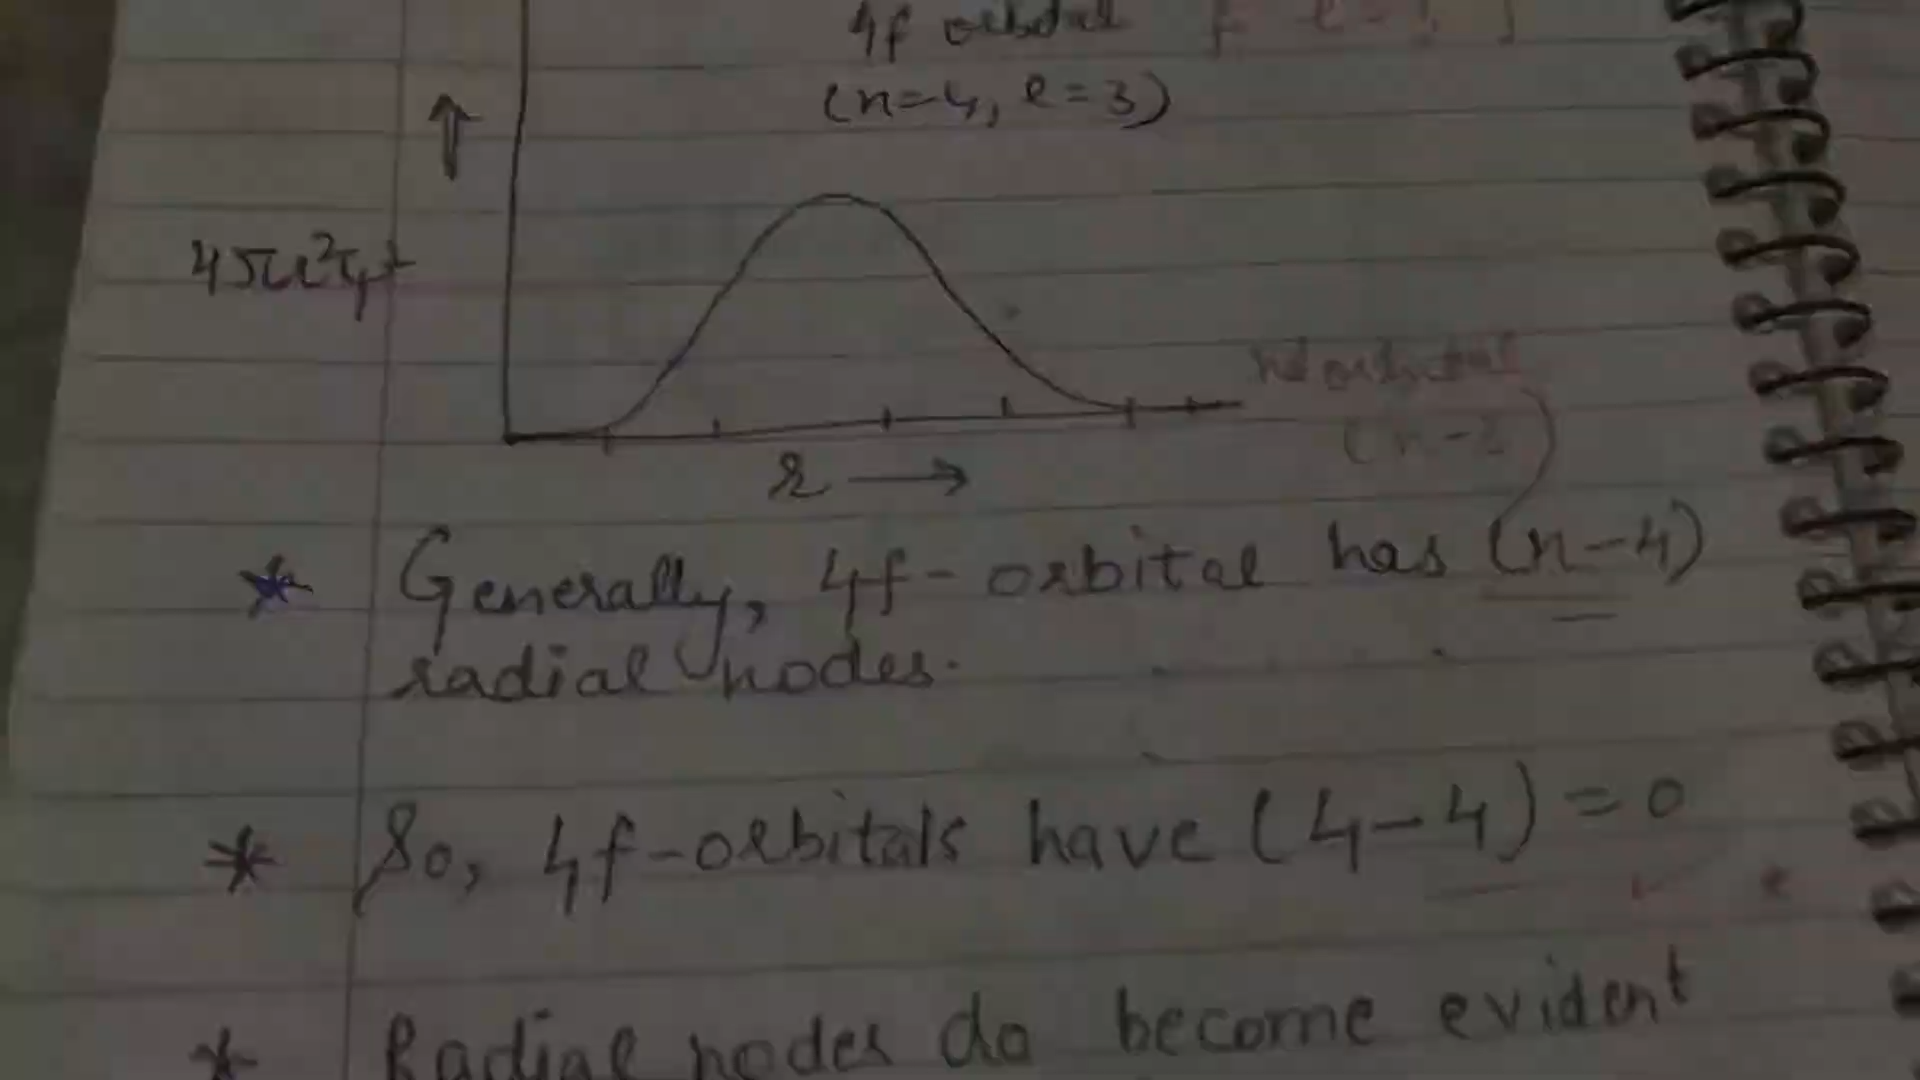 4f orbital
(n=4, l=3)
↑
4πr²ψ²
r →
* Generally, 4f-orbital has (n-4)
radial nodes.
* So, 4f-orbitals have (4-4) = 0
* Radial nodes do become evident